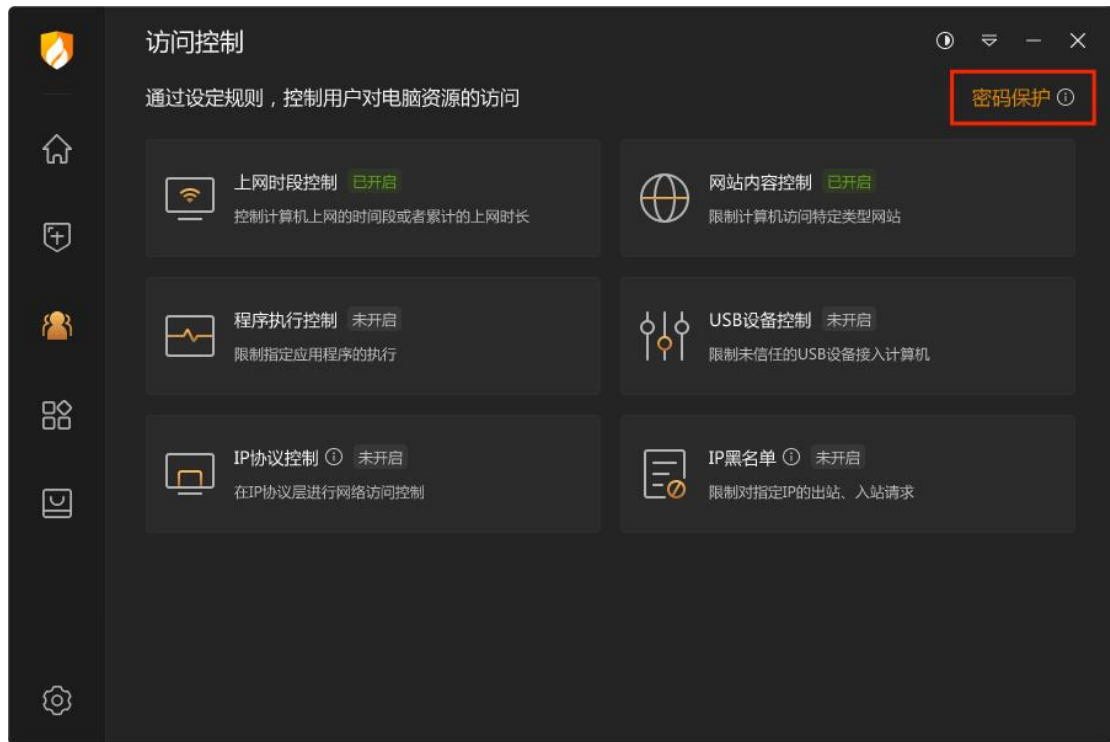 访问控制
通过设定规则，控制用户对电脑资源的访问
密码保护
上网时段控制 已开启
控制计算机上网的时间段或者累计的上网时长
网站内容控制 已开启
限制计算机访问特定类型网站
程序执行控制 未开启
限制指定应用程序的执行
USB设备控制 未开启
限制未信任的USB设备接入计算机
IP协议控制 未开启
在IP协议层进行网络访问控制
IP黑名单 未开启
限制对指定IP的出站、入站请求